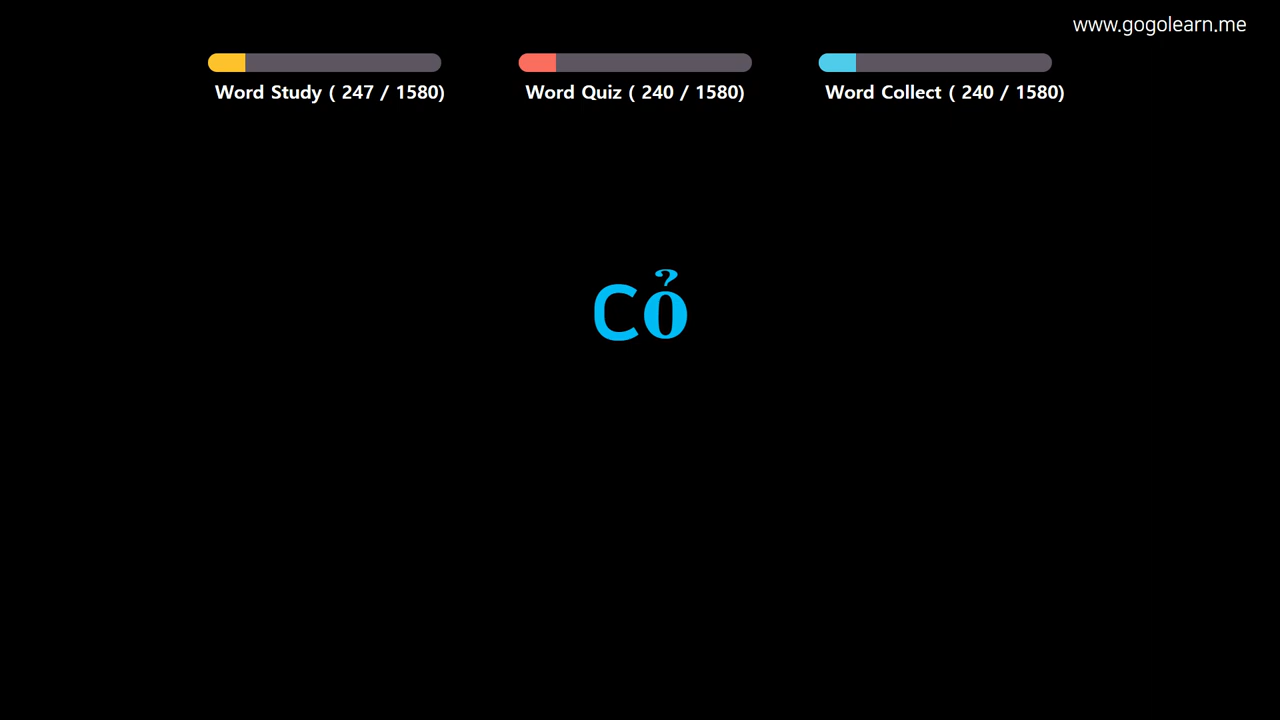 www.gogolearn.me
Word Study ( 247 / 1580)
Word Quiz ( 240 / 1580)
Word Collect ( 240 / 1580)
Cỏ